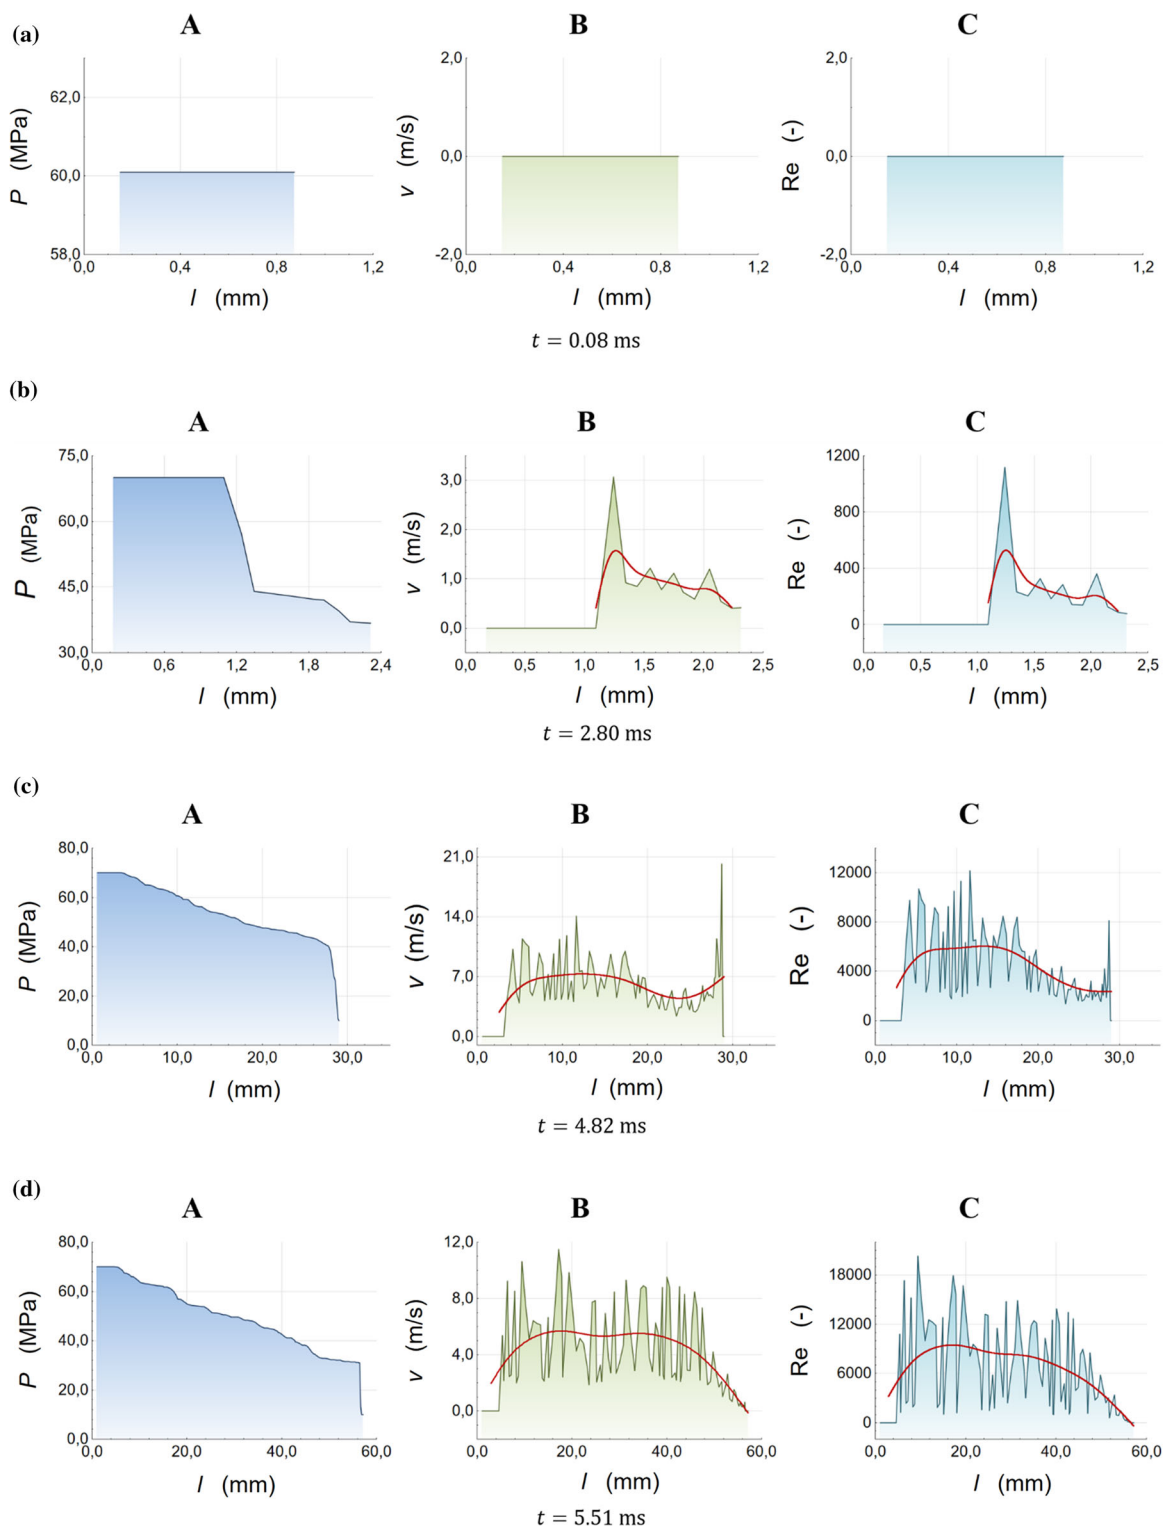 (a)
A B C
P (MPa)
62,0
60,0
58,0
0,0 0,4 0,8 1,2
l (mm)
v (m/s)
2,0
0,0
-2,0
0,0 0,4 0,8 1,2
l (mm)
Re (-)
2,0
0,0
-2,0
0,0 0,4 0,8 1,2
l (mm)
t = 0.08 ms
(b)
A B C
P (MPa)
75,0
60,0
45,0
30,0
0,0 0,6 1,2 1,8 2,4
l (mm)
v (m/s)
3,0
2,0
1,0
0,0
0,0 0,5 1,0 1,5 2,0 2,5
l (mm)
Re (-)
1200
800
400
0
0,0 0,5 1,0 1,5 2,0 2,5
l (mm)
t = 2.80 ms
(c)
A B C
P (MPa)
80,0
60,0
40,0
20,0
0,0
0,0 10,0 20,0 30,0
l (mm)
v (m/s)
21,0
14,0
7,0
0,0
0,0 10,0 20,0 30,0
l (mm)
Re (-)
12000
8000
4000
0
0,0 10,0 20,0 30,0
l (mm)
t = 4.82 ms
(d)
A B C
P (MPa)
80,0
60,0
40,0
20,0
0,0
0,0 20,0 40,0 60,0
l (mm)
v (m/s)
12,0
8,0
4,0
0,0
0,0 20,0 40,0 60,0
l (mm)
Re (-)
18000
12000
6000
0
0,0 20,0 40,0 60,0
l (mm)
t = 5.51 ms